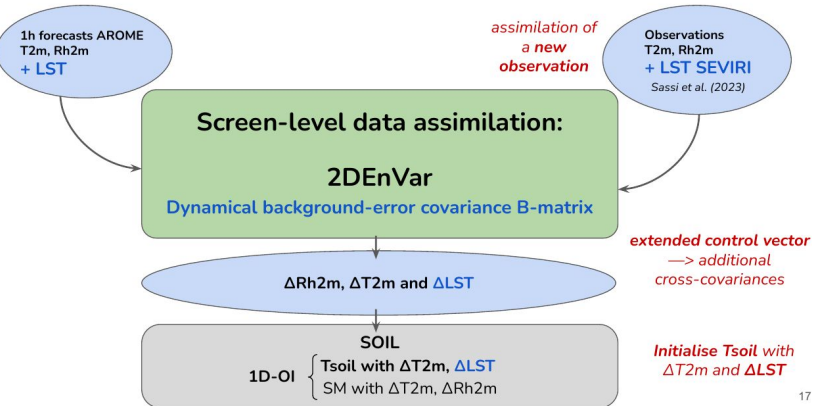 1h forecasts AROME
T2m, Rh2m
+ LST
assimilation of
a new
observation
Observations
T2m, Rh2m
+ LST SEVIRI
Sassi et al. (2023)
Screen-level data assimilation:
2DEnVar
Dynamical background-error covariance B-matrix
extended control vector
—> additional
cross-covariances
ΔRh2m, ΔT2m and ΔLST
SOIL
1D-OI
Tsoil with ΔT2m, ΔLST
SM with ΔT2m, ΔRh2m
Initialise Tsoil with
ΔT2m and ΔLST
17